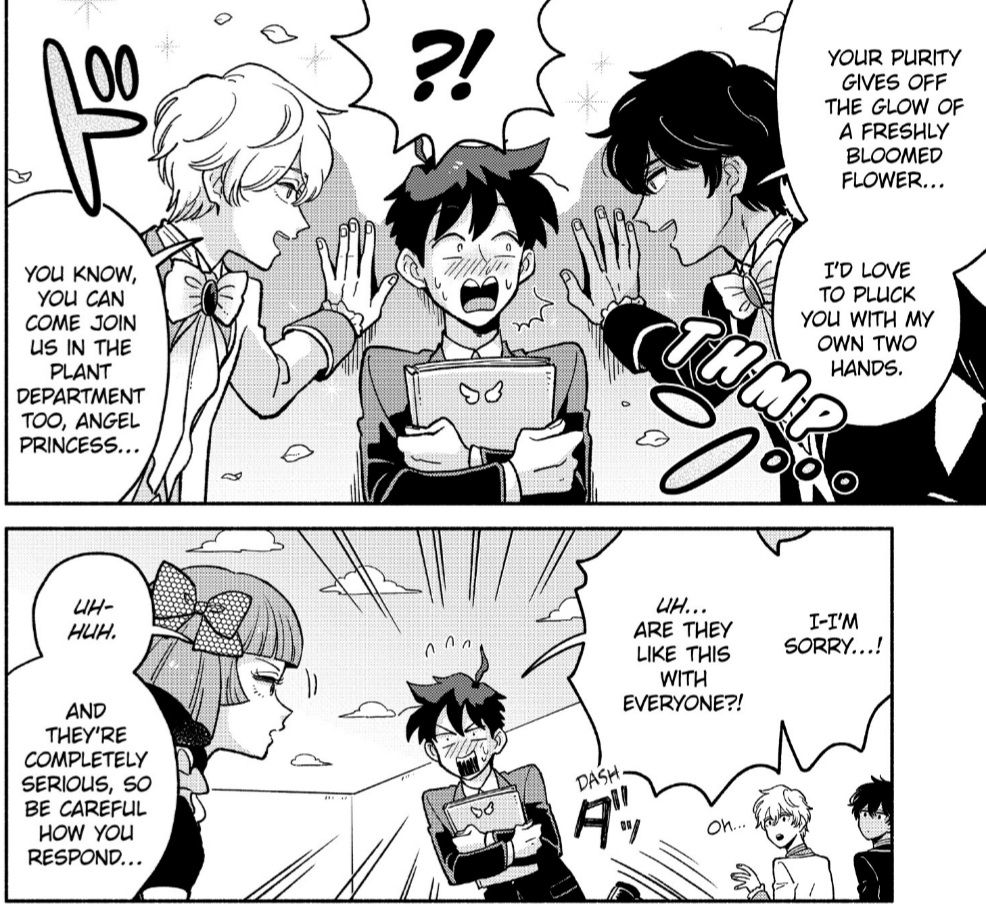 YOUR PURITY
GIVES OFF
THE GLOW OF
A FRESHLY
BLOOMED
FLOWER...
I'D LOVE
TO PLUCK
YOU WITH MY
OWN TWO
HANDS.
?!
ド
THMP
YOU KNOW,
YOU CAN
COME JOIN
US IN THE
PLANT
DEPARTMENT
TOO, ANGEL
PRINCESS...
I-I'M
SORRY...!
UH...
ARE THEY
LIKE THIS
WITH
EVERYONE?!
DASH
ダッ
Oh...
UH-
HUH.
AND
THEY'RE
COMPLETELY
SERIOUS, SO
BE CAREFUL
HOW YOU
RESPOND...